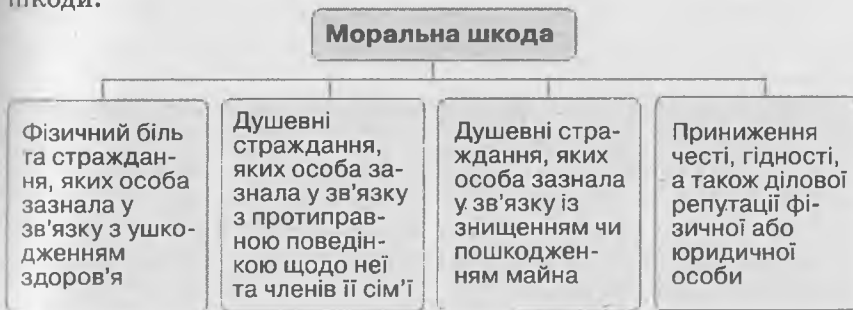 шкоди.
Моральна шкода
Фізичний біль
та страждан-
ня, яких особа
зазнала у
зв'язку з ушко-
дженням
здоров'я
Душевні
страждання,
яких особа за-
знала у зв'язку
з протиправ-
ною поведін-
кою щодо неї
та членів її сім'ї
Душевні стра-
ждання, яких
особа зазнала
у зв'язку із
знищенням чи
пошкоджен-
ням майна
Приниження
честі, гідності,
а також ділової
репутації фі-
зичної або
юридичної
особи